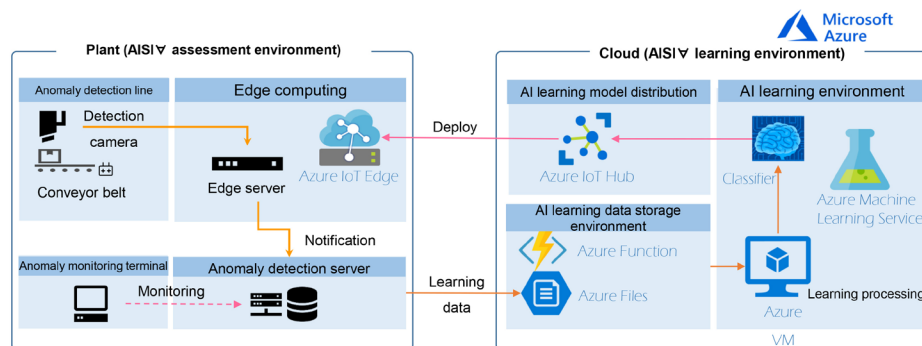 Microsoft
Azure
Plant (AISI∀ assessment environment)
Cloud (AISI∀ learning environment)
Anomaly detection line
Edge computing
Detection
camera
Conveyor belt
Edge server
Azure IoT Edge
Notification
Anomaly monitoring terminal
Monitoring
Anomaly detection server
Deploy
Learning
data
AI learning model distribution
Azure IoT Hub
AI learning data storage
environment
Azure Function
Azure Files
AI learning environment
Classifier
Azure Machine
Learning Service
Learning processing
Azure
VM